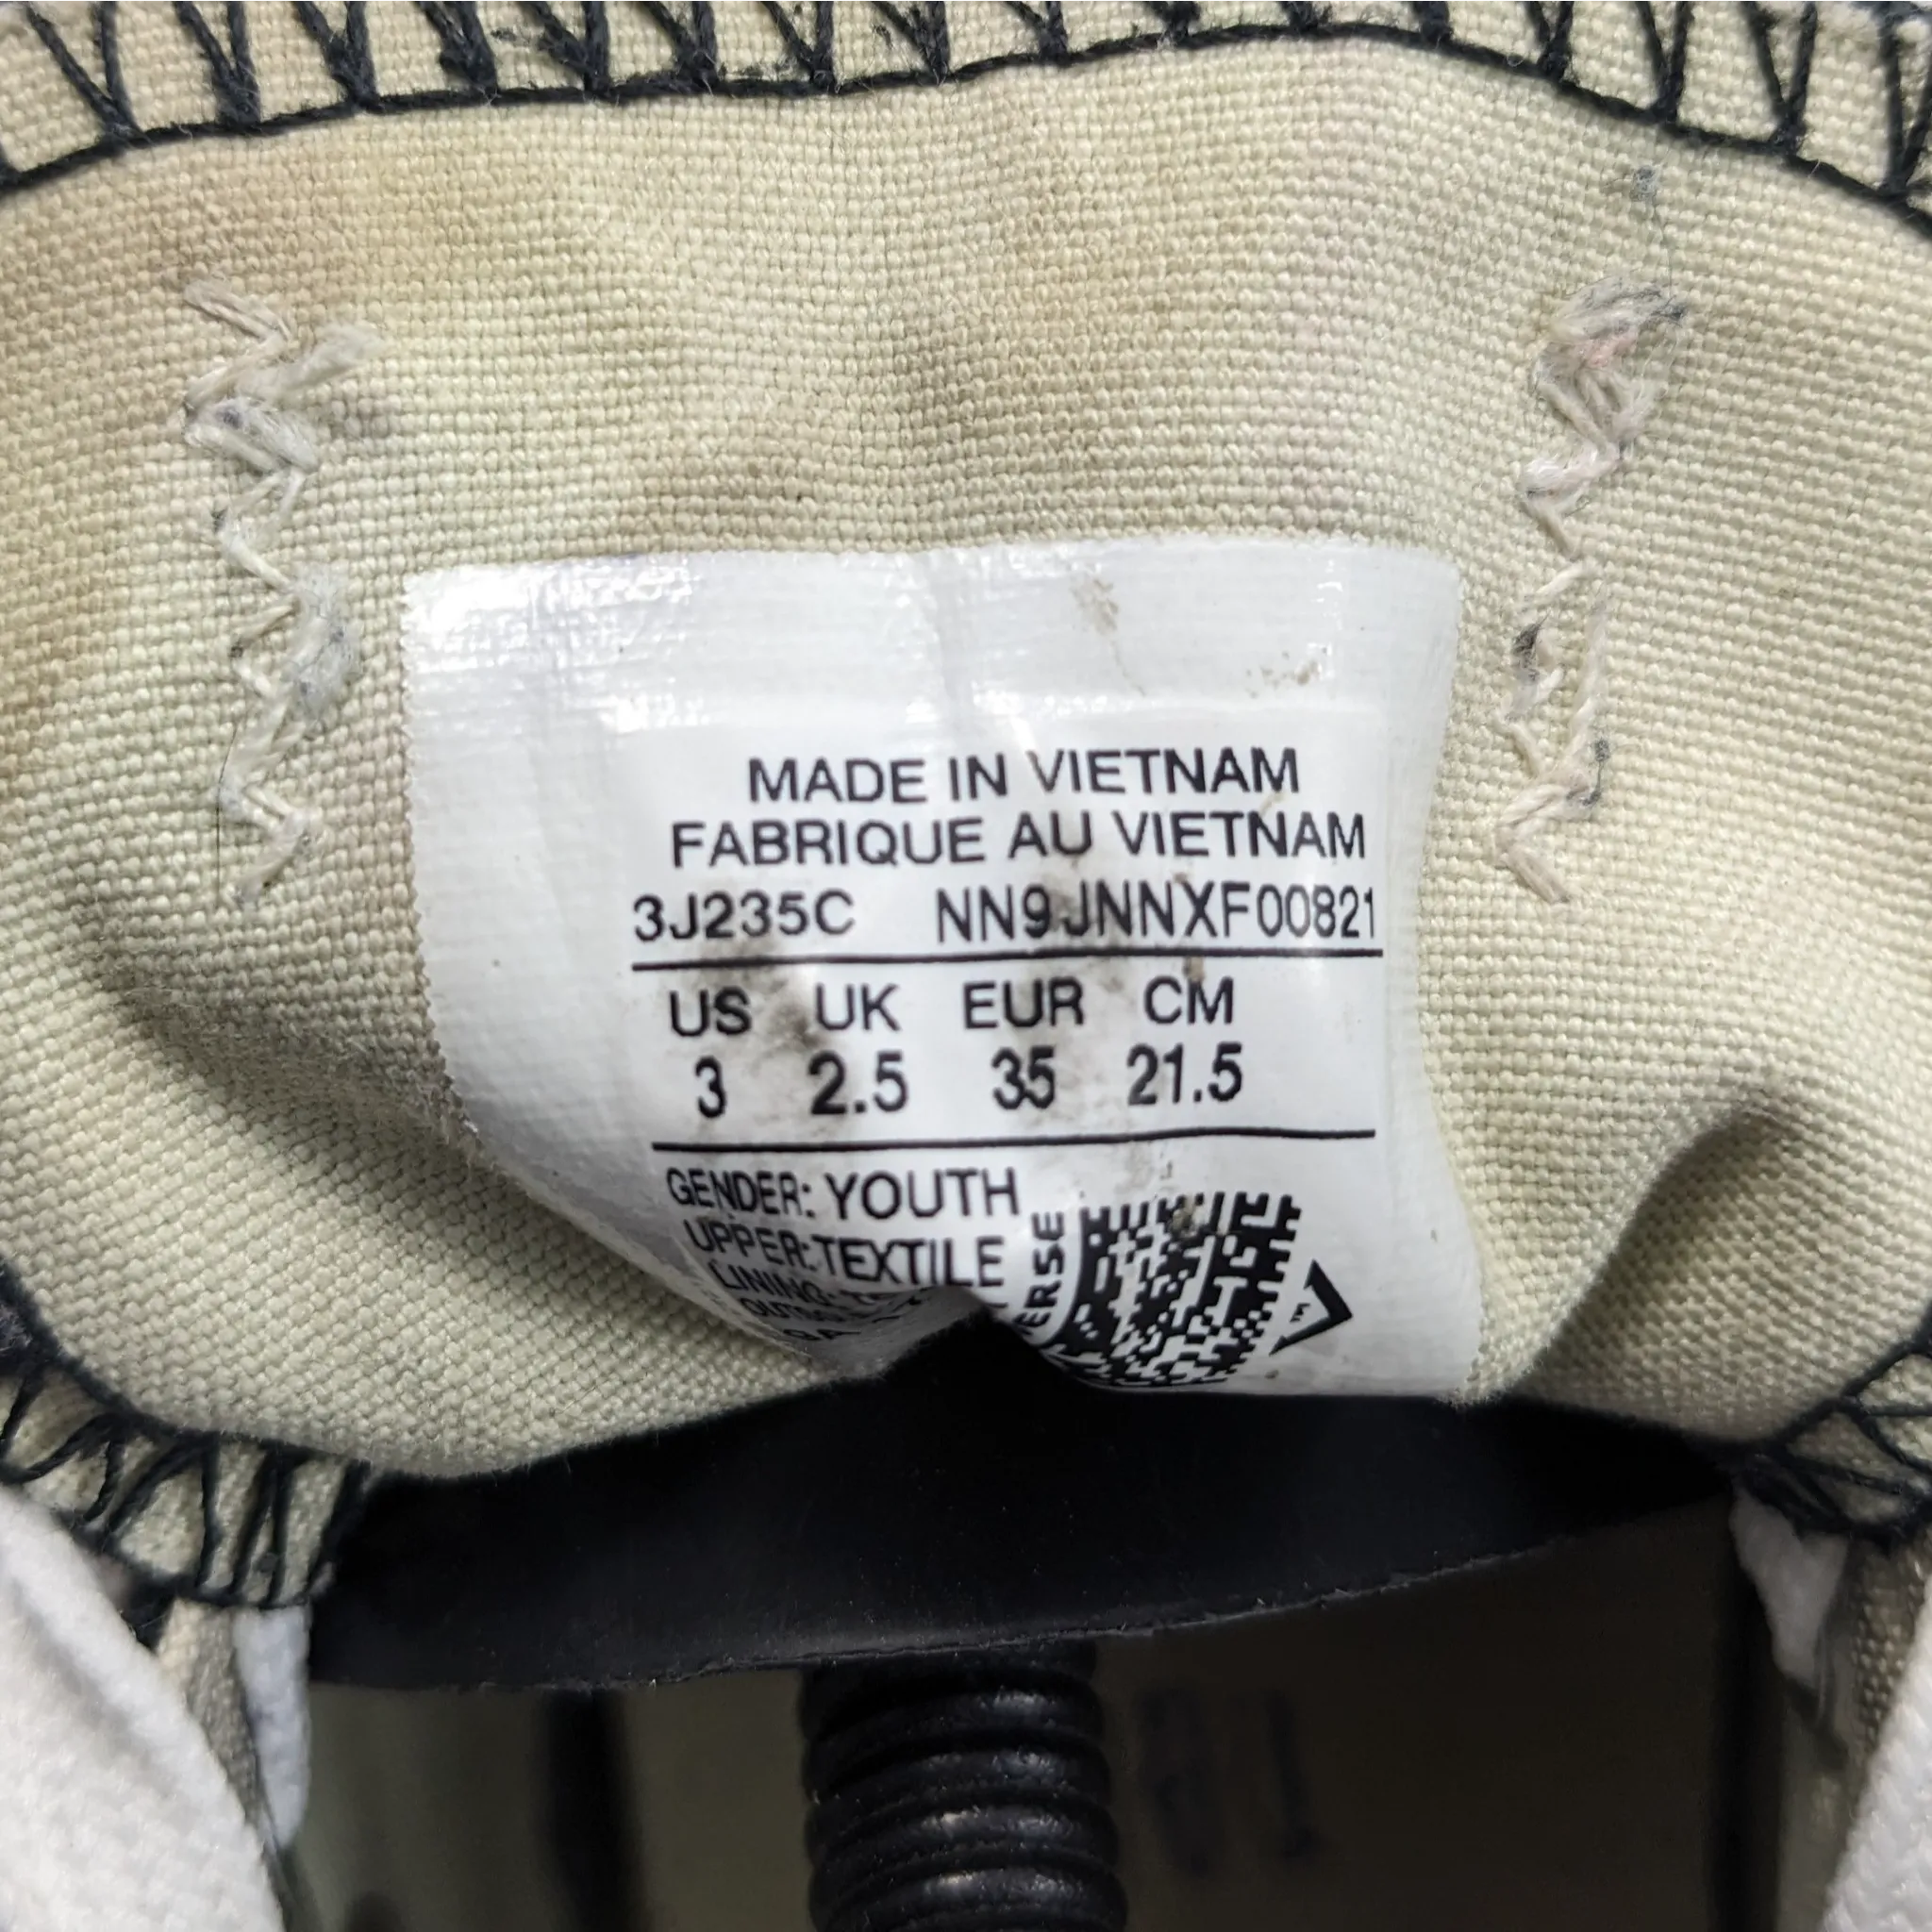 MADE IN VIETNAM
FABRIQUE AU VIETNAM
3J235C NN9JNNXF00821
US UK EUR CM
3 2.5 35 21.5
GENDER: YOUTH
UPPER:TEXTILE
LINING: